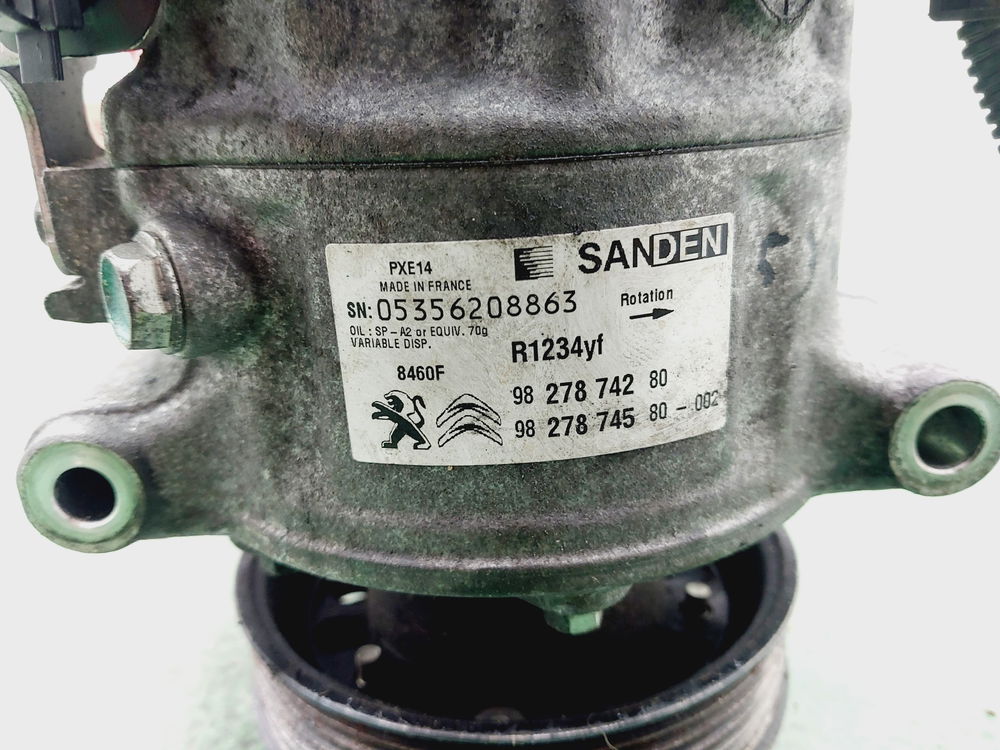 PXE14
SANDEN
MADE IN FRANCE
SN: 05356208863
Rotation
OIL : SP - A2 or EQUIV. 70g
VARIABLE DISP.
R1234yf
8460F
98 278 742 80
98 278 745 80 - 002